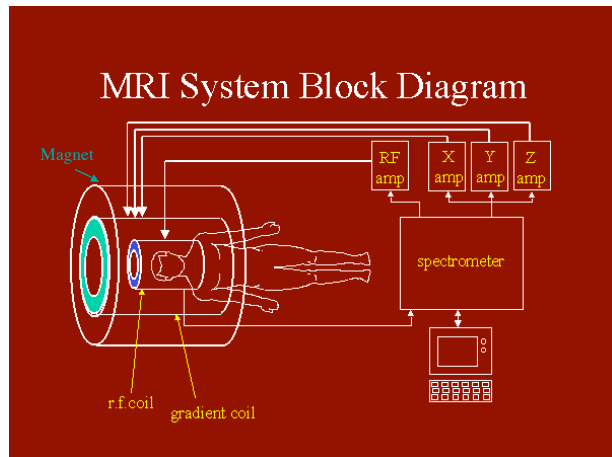 MRI System Block Diagram
Magnet
RF
amp
X
amp
Y
amp
Z
amp
spectrometer
r.f.coil
gradient coil